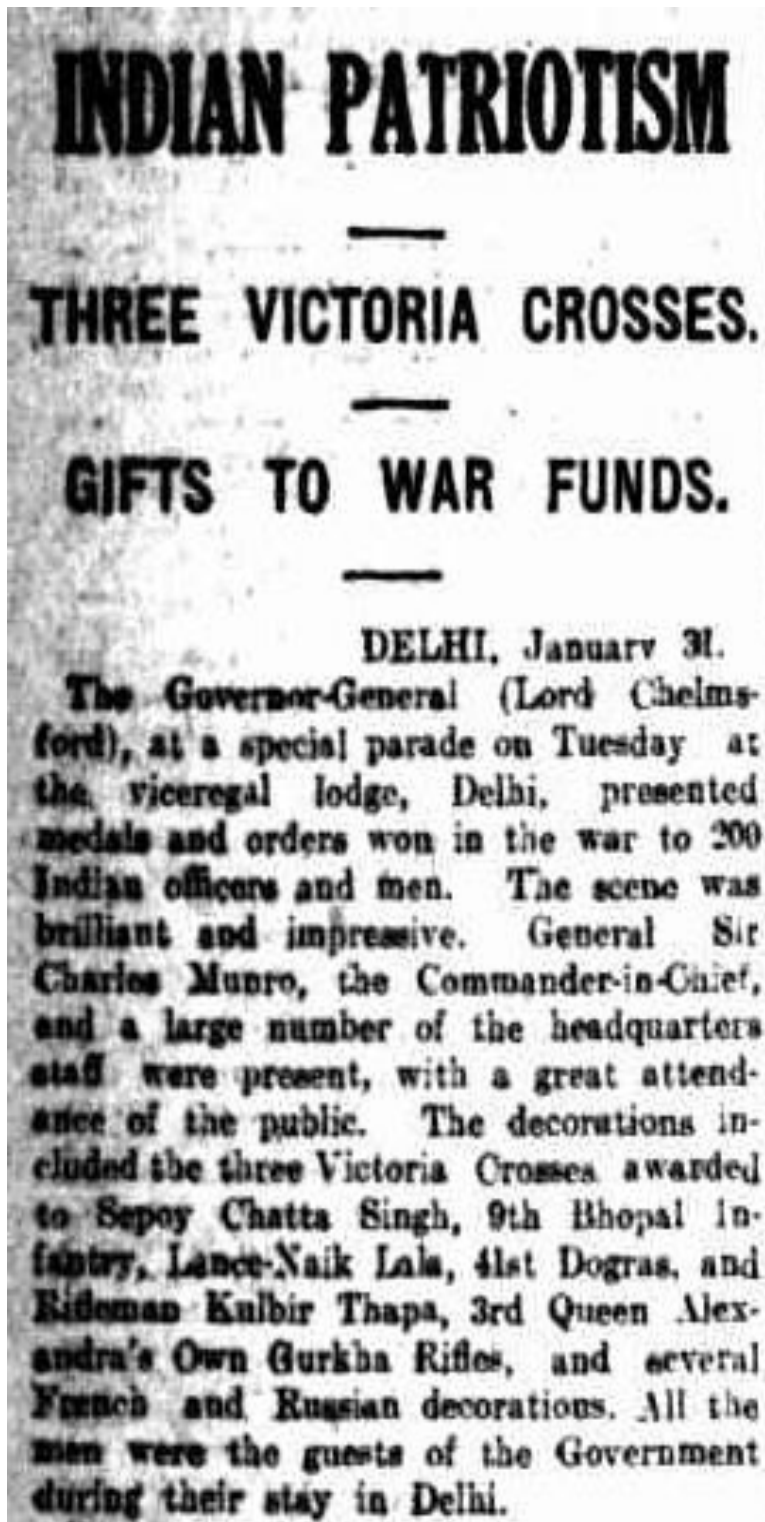 INDIAN PATRIOTISM
THREE VICTORIA CROSSES.
GIFTS TO WAR FUNDS.
DELHI, January 31.
The Governor-General (Lord Chelms-
ford), at a special parade on Tuesday at
the viceregal lodge, Delhi, presented
medals and orders won in the war to 200
Indian officers and men. The scene was
brilliant and impressive. General Sir
Charles Munro, the Commander-in-Chief,
and a large number of the headquarters
staff were present, with a great attend-
ance of the public. The decorations in-
cluded the three Victoria Crosses awarded
to Sepoy Chatta Singh, 9th Bhopal In-
fantry, Lance-Naik Lala, 41st Dogras, and
Rifleman Kulbir Thapa, 3rd Queen Alex-
andra's Own Gurkha Rifles, and several
French and Russian decorations. All the
men were the guests of the Government
during their stay in Delhi.